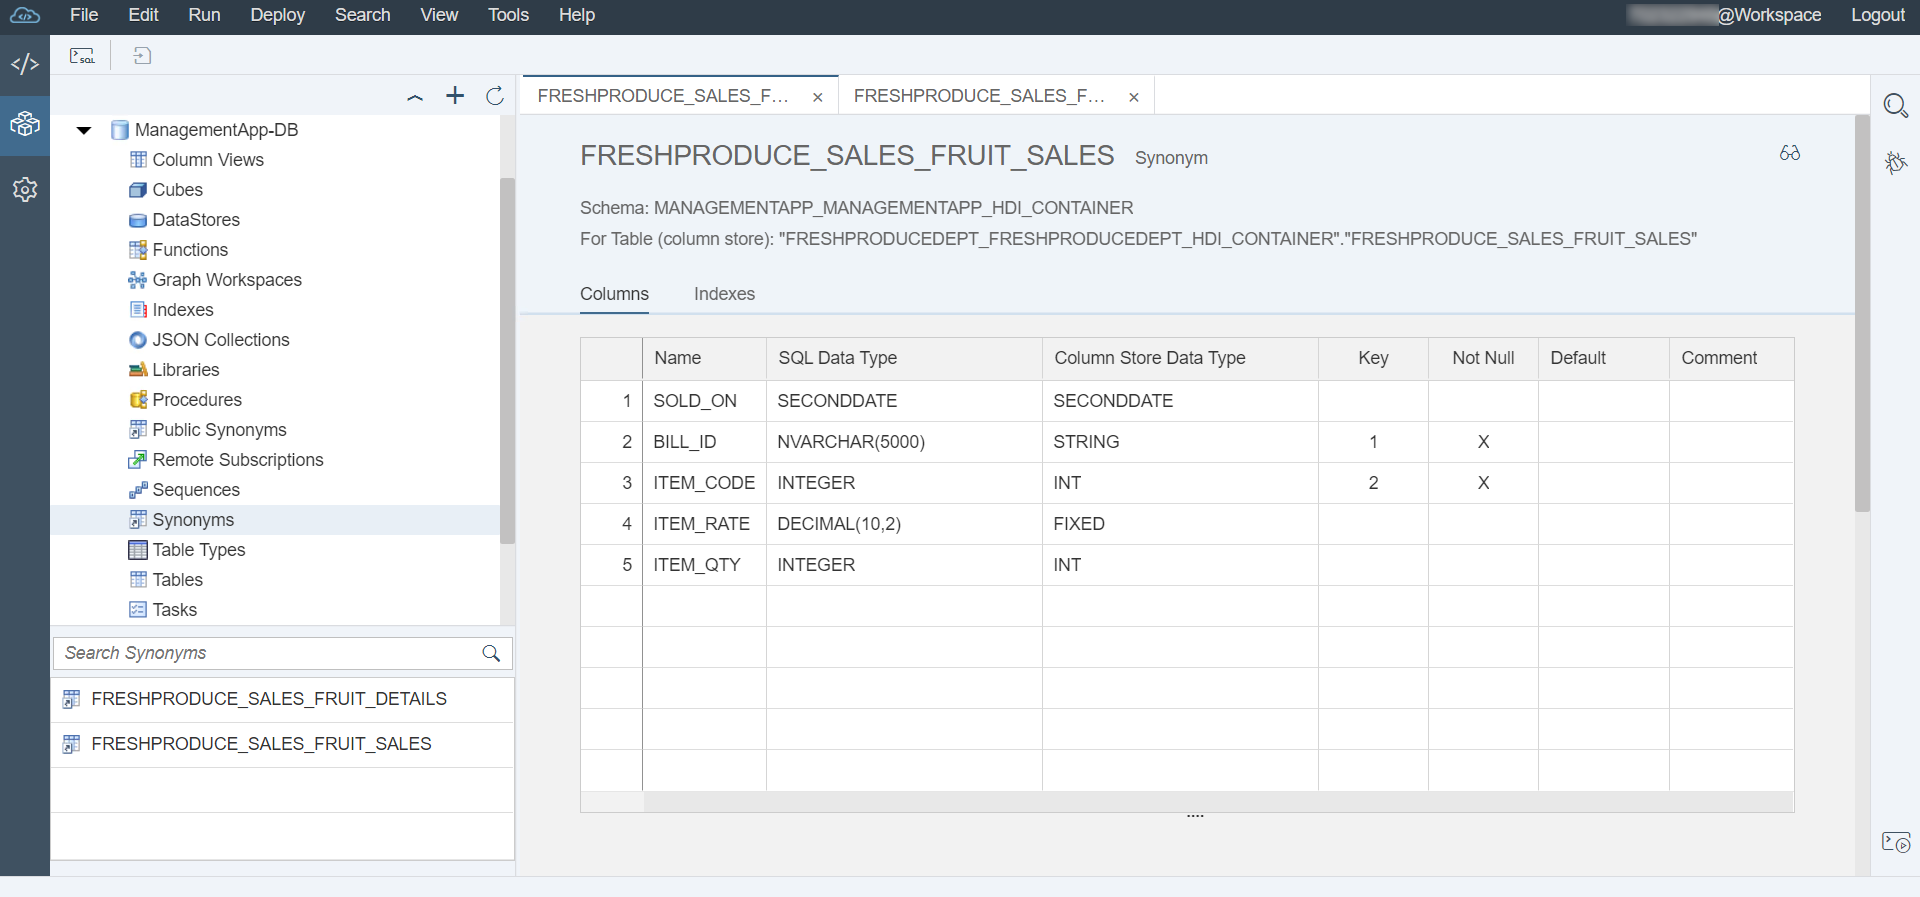 File Edit Run Deploy Search View Tools Help
@Workspace Logout
SQL
FRESHPRODUCE_SALES_F... ×
FRESHPRODUCE_SALES_F... ×
ManagementApp-DB
Column Views
Cubes
DataStores
Functions
Graph Workspaces
Indexes
JSON Collections
Libraries
Procedures
Public Synonyms
Remote Subscriptions
Sequences
Synonyms
Table Types
Tables
Tasks
Search Synonyms
FRESHPRODUCE_SALES_FRUIT_DETAILS
FRESHPRODUCE_SALES_FRUIT_SALES
FRESHPRODUCE_SALES_FRUIT_SALES Synonym
Schema: MANAGEMENTAPP_MANAGEMENTAPP_HDI_CONTAINER
For Table (column store): "FRESHPRODUCEDEPT_FRESHPRODUCEDEPT_HDI_CONTAINER"."FRESHPRODUCE_SALES_FRUIT_SALES"
Columns Indexes
Name SQL Data Type Column Store Data Type Key Not Null Default Comment
1 SOLD_ON SECONDDATE SECONDDATE
2 BILL_ID NVARCHAR(5000) STRING 1 X
3 ITEM_CODE INTEGER INT 2 X
4 ITEM_RATE DECIMAL(10,2) FIXED
5 ITEM_QTY INTEGER INT